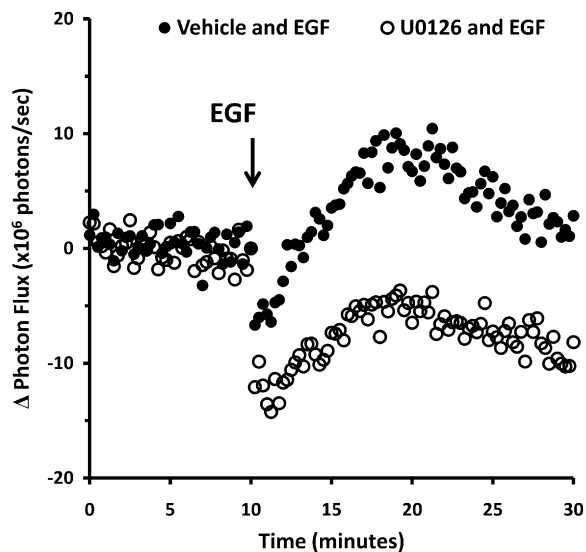 Vehicle and EGF
U0126 and EGF
EGF
Δ Photon Flux (x10⁶ photons/sec)
20
10
0
-10
-20
0
5
10
15
20
25
30
Time (minutes)